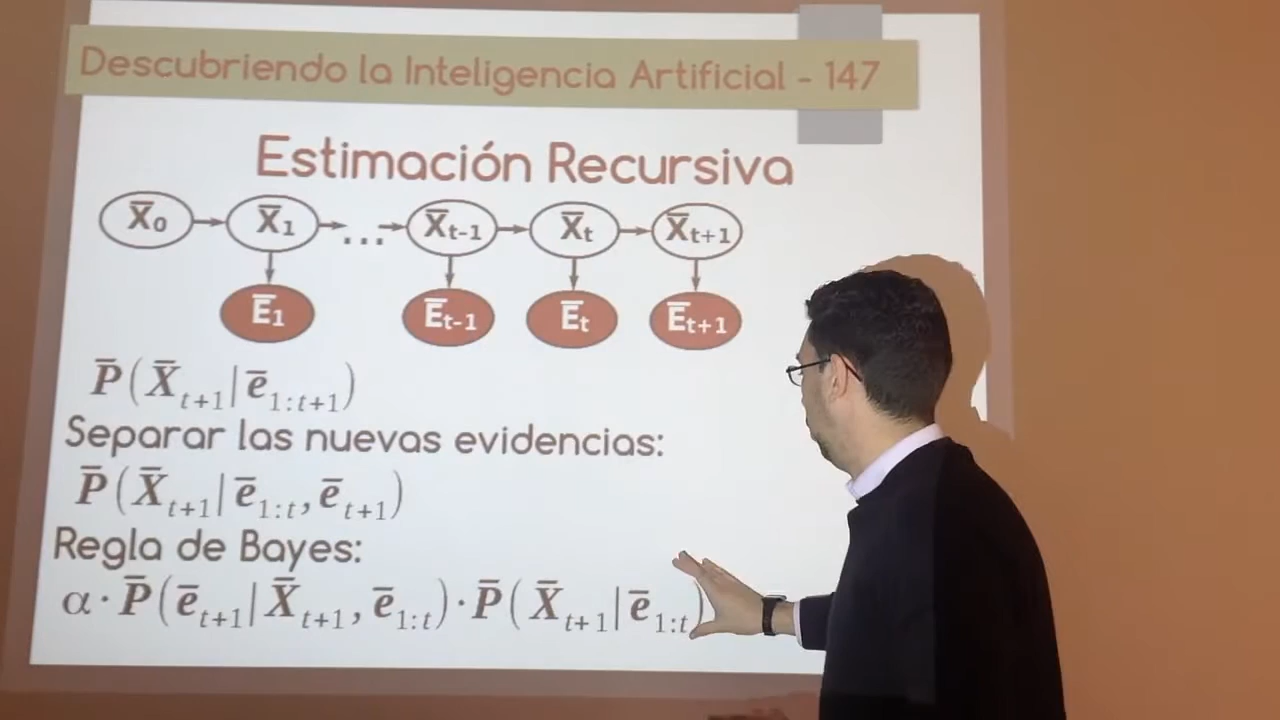 Descubriendo la Inteligencia Artificial - 147
Estimación Recursiva
X̄₀ X̄₁ ... X̄ₜ₋₁ X̄ₜ X̄ₜ₊₁
Ē₁ Ēₜ₋₁ Ēₜ Ēₜ₊₁
P̄(X̄ₜ₊₁|ē₁:ₜ₊₁)
Separar las nuevas evidencias:
P̄(X̄ₜ₊₁|ē₁:ₜ, ēₜ₊₁)
Regla de Bayes:
α · P̄(ēₜ₊₁|X̄ₜ₊₁, ē₁:ₜ) · P̄(X̄ₜ₊₁|ē₁:ₜ)